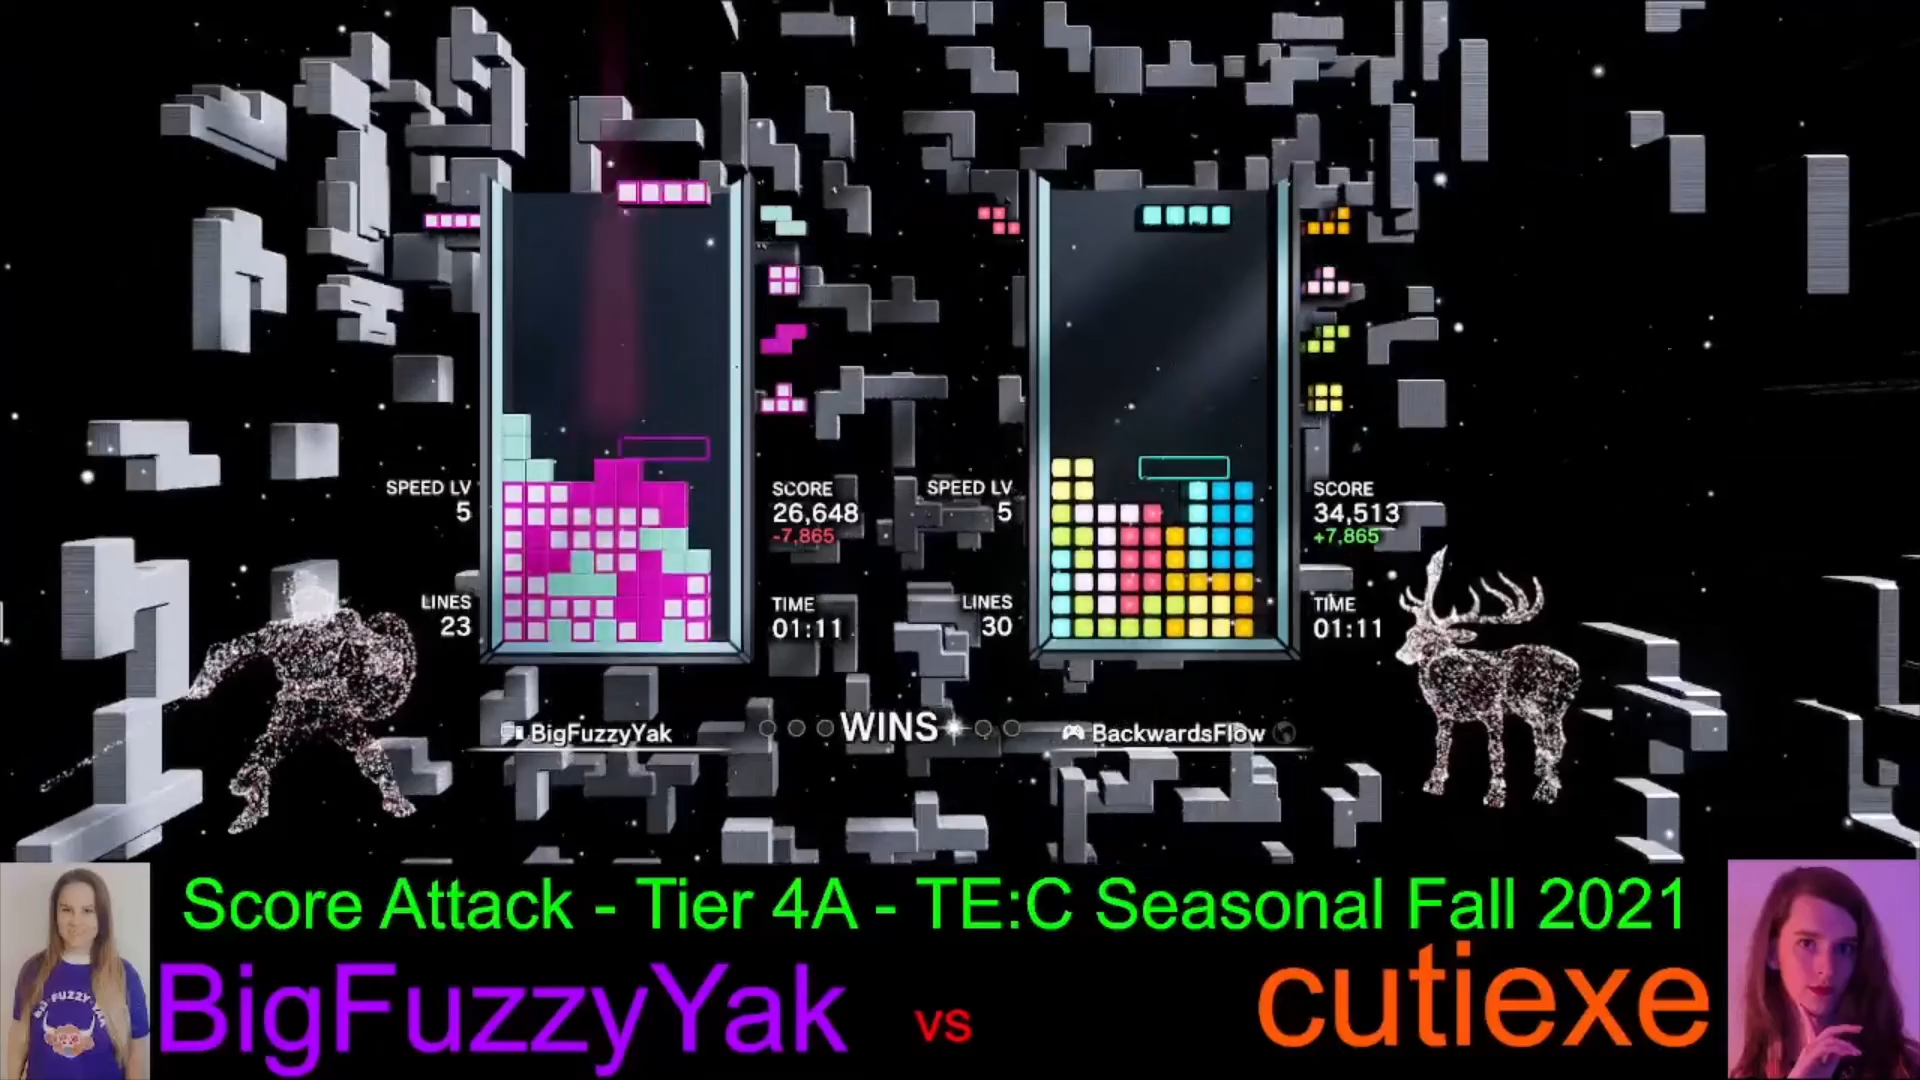 SPEED LV
5
SCORE
26,648
-7,865
LINES
23
TIME
01:11
SPEED LV
5
SCORE
34,513
+7,865
LINES
30
TIME
01:11
BigFuzzyYak
WINS
BackwardsFlow
Score Attack - Tier 4A - TE:C Seasonal Fall 2021
BigFuzzyYak vs cutiexe